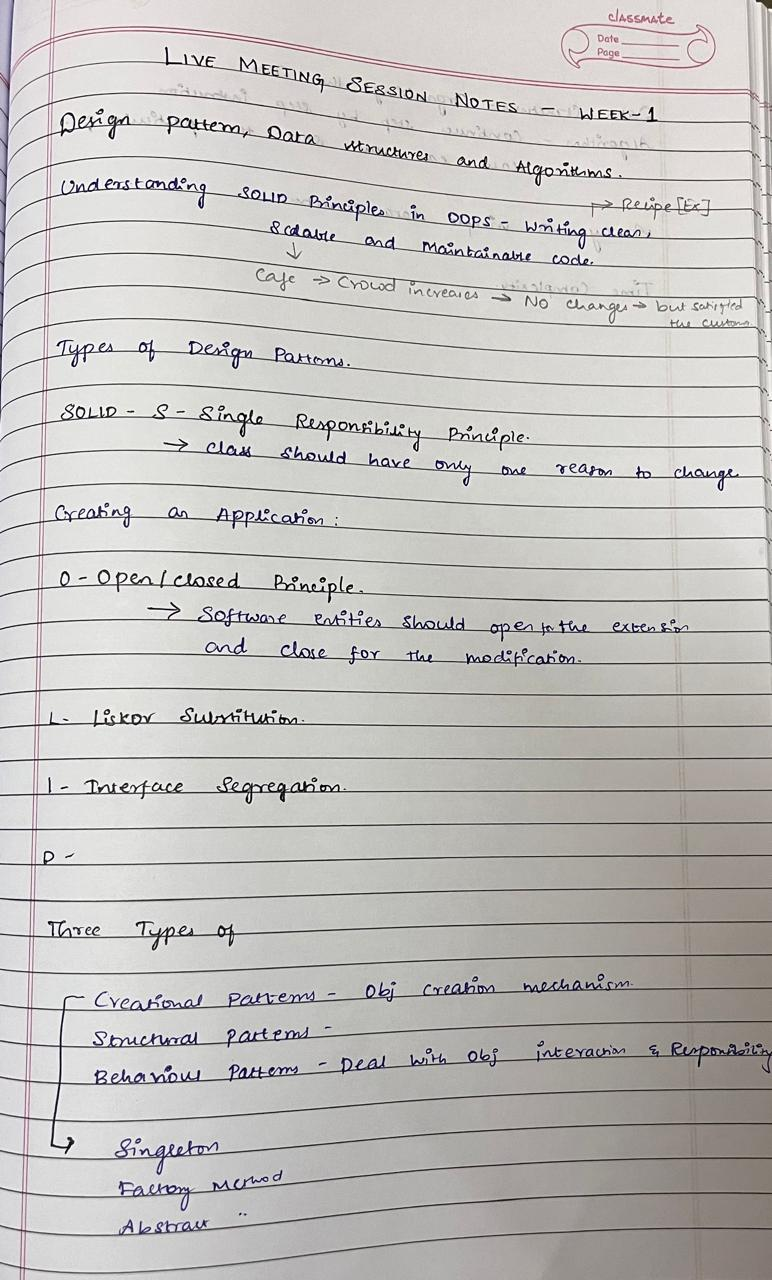 classmate
Date
Page
LIVE MEETING SESSION NOTES - WEEK-1
Design pattern, Data structures and Algorithms.
Understanding SOLID Principles in OOPS - Writing clean,
→ Recipe [Ex]
Scalable and Maintainable code.
↓
Cafe → Crowd increases → No changes → but satisfied
the custom
Types of Design Patterns.
SOLID - S - Single Responsibility Principle.
→ class should have only one reason to change
Creating an Application :
O - Open/closed Principle.
→ Software entities should open to the extension
and close for the modification.
L - Liskov Substitution.
I - Interface Segregation.
D -
Three Types of
Creational Patterns - Obj creation mechanism.
Structural Patterns -
Behaviour Patterns - Deal with Obj interaction & Responsibility
→ Singleton
Factory Method
Abstract "